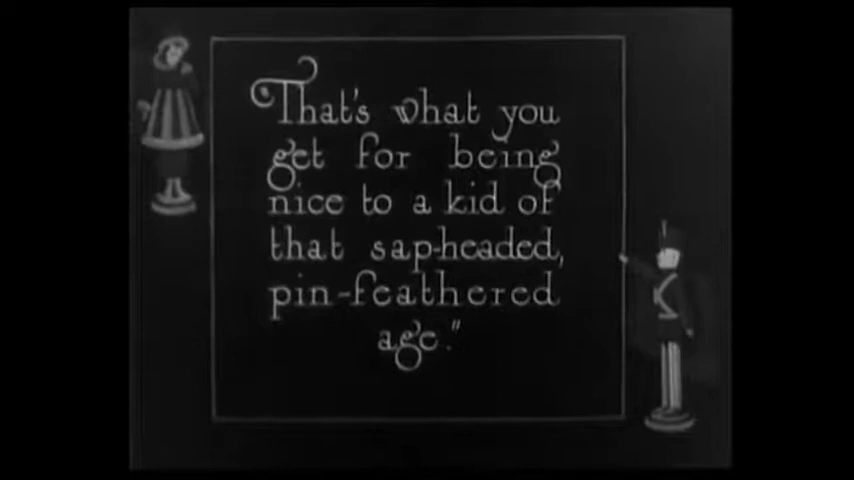 That's what you
get for being
nice to a kid of
that sap-headed,
pin-feathered
age."